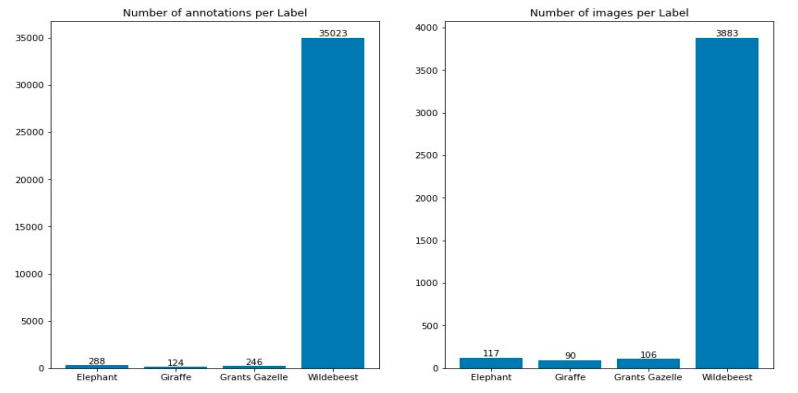 Number of annotations per Label
35000
30000
25000
20000
15000
10000
5000
0
35023
288
124
246
Elephant
Giraffe
Grants Gazelle
Wildebeest
Number of images per Label
4000
3500
3000
2500
2000
1500
1000
500
0
3883
117
90
106
Elephant
Giraffe
Grants Gazelle
Wildebeest